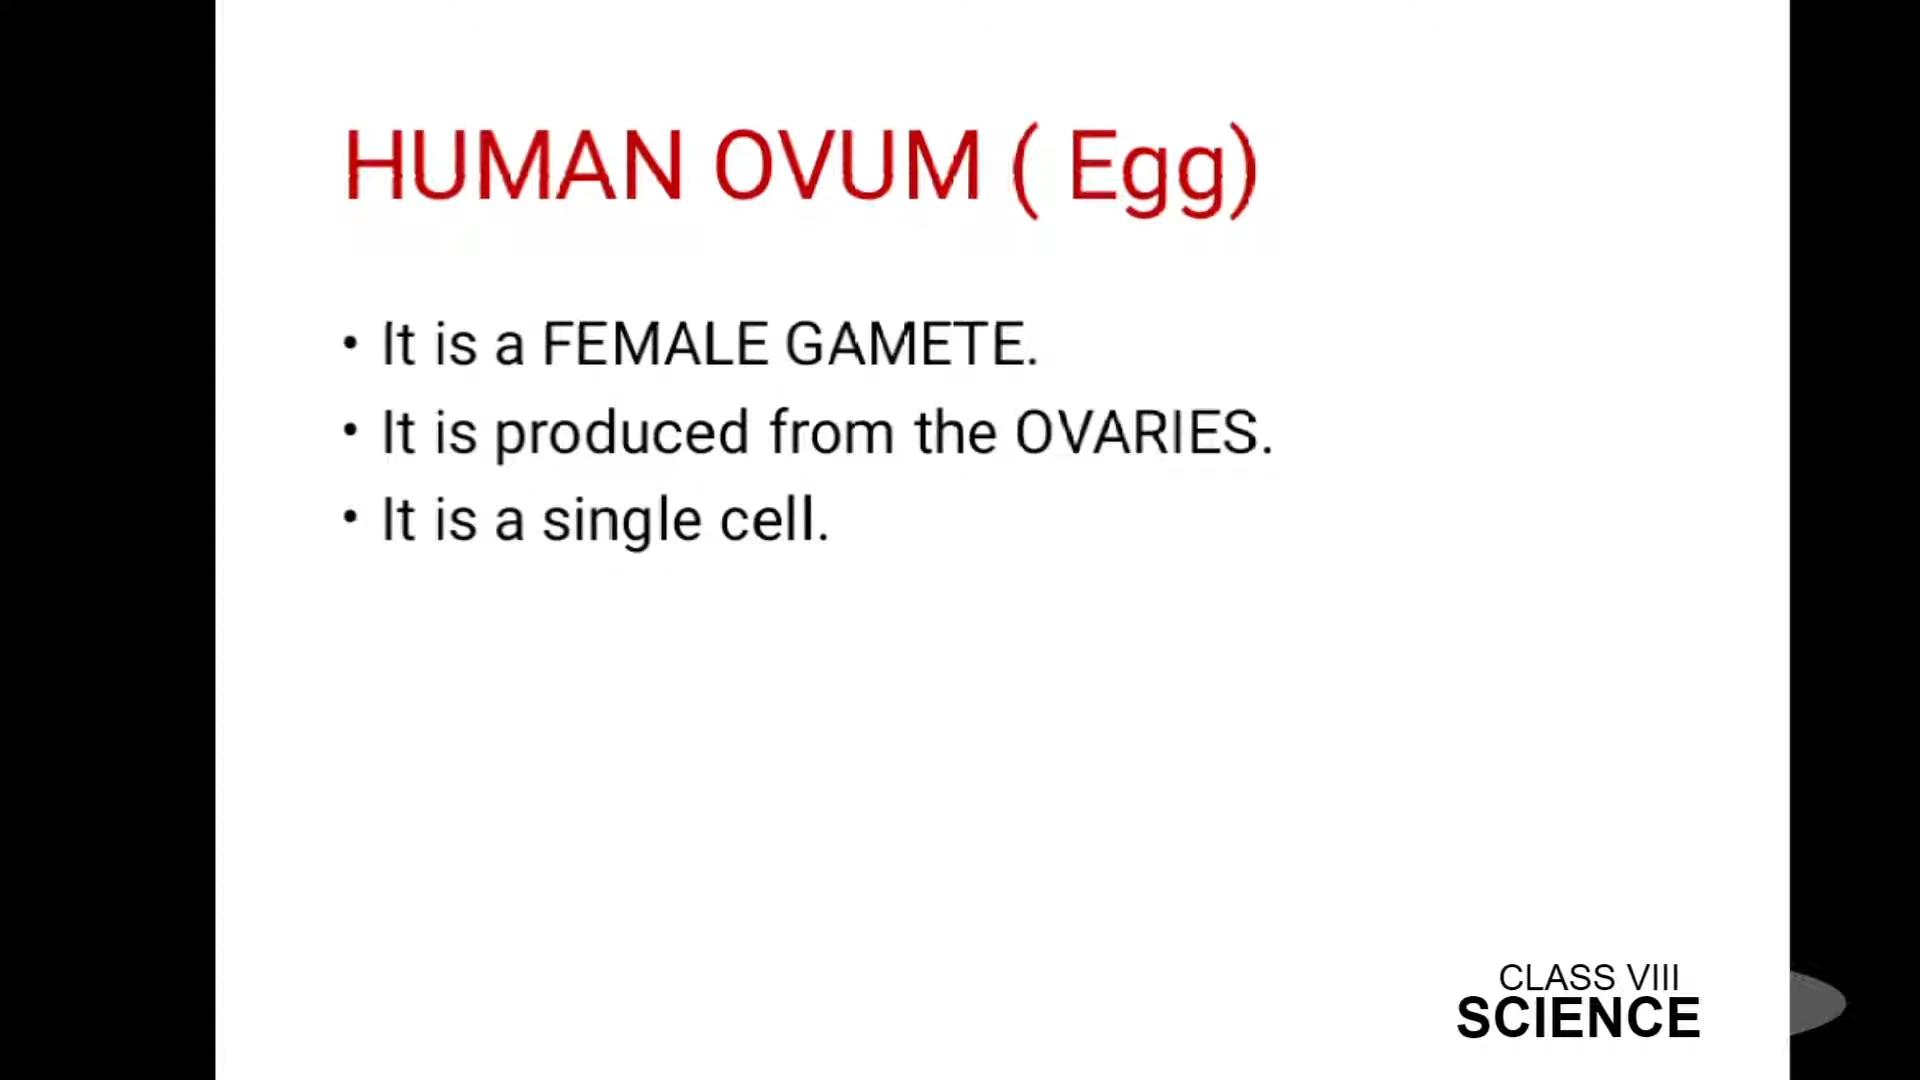 HUMAN OVUM ( Egg)
• It is a FEMALE GAMETE.
• It is produced from the OVARIES.
• It is a single cell.
CLASS VIII
SCIENCE